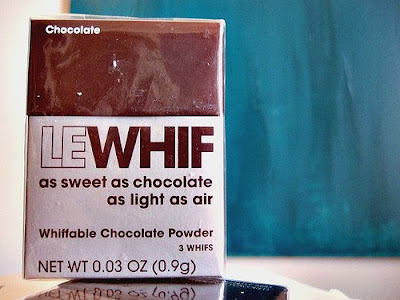 Chocolate
LEWHIF
as sweet as chocolate
as light as air
Whiffable Chocolate Powder
3 WHIFS
NET WT 0.03 OZ (0.9g)